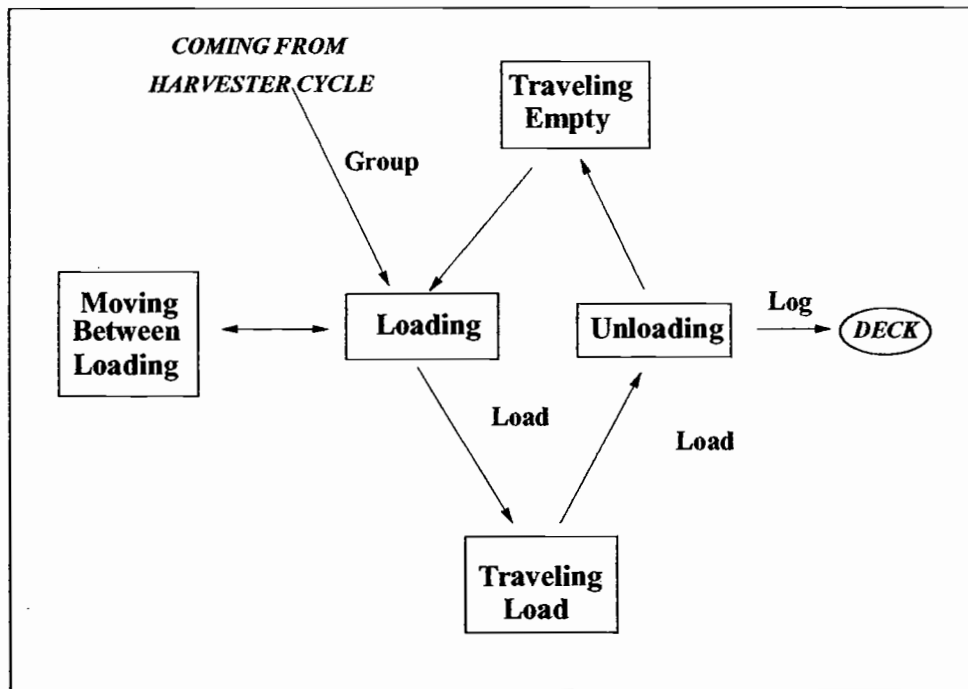 COMING FROM
HARVESTER CYCLE
Traveling
Empty
Group
Moving
Between
Loading
Loading
Unloading
Log
DECK
Load
Load
Traveling
Load